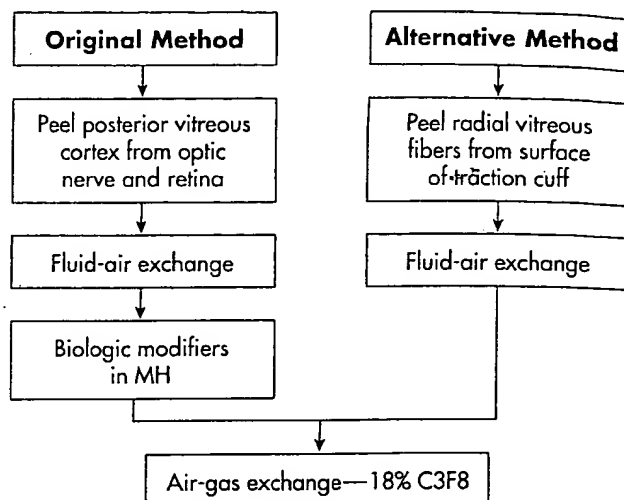 Original Method
Peel posterior vitreous
cortex from optic
nerve and retina
Fluid-air exchange
Biologic modifiers
in MH
Alternative Method
Peel radial vitreous
fibers from surface
of traction cuff
Fluid-air exchange
Air-gas exchange—18% C3F8